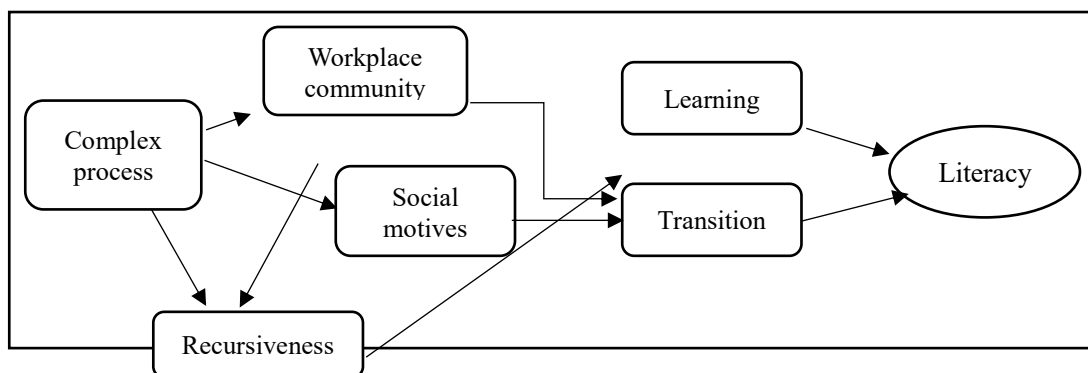 Workplace
community
Complex
process
Learning
Literacy
Social
motives
Transition
Recursiveness